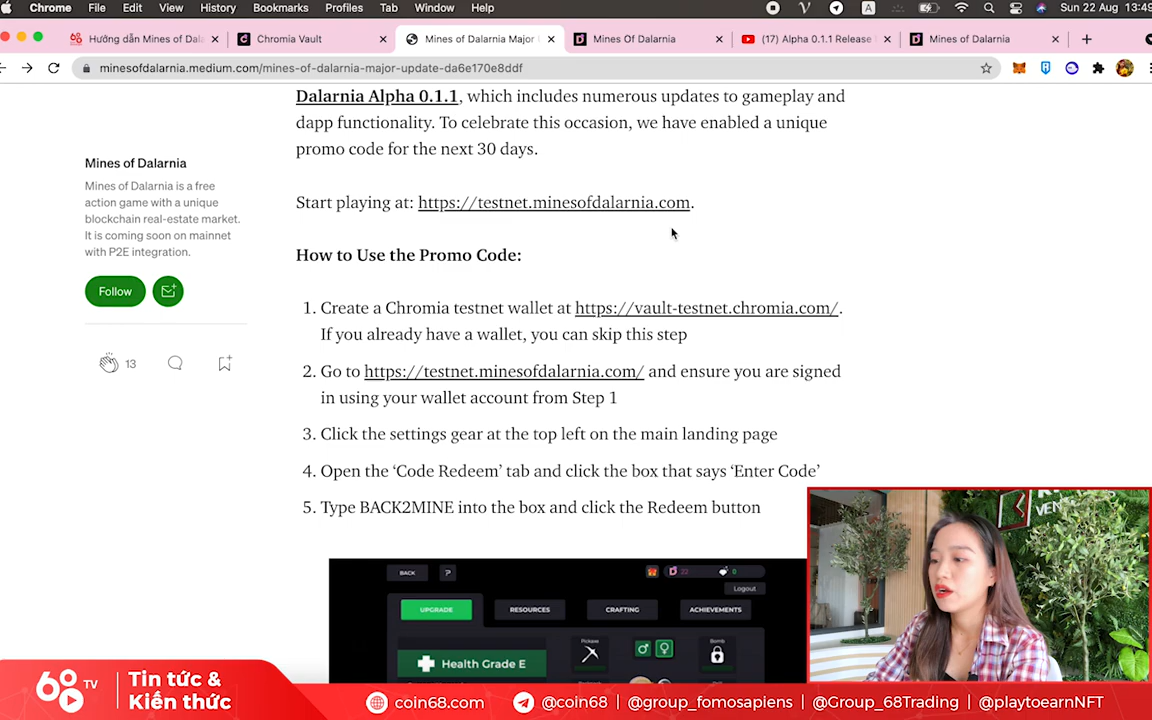 Chrome File Edit View History Bookmarks Profiles Tab Window Help A Sun 22 Aug 13:49
Hướng dẫn Mines of Dal Chromia Vault Mines of Dalarnia Major Mines Of Dalarnia (17) Alpha 0.1.1 Release Mines of Dalarnia
minesofdalarnia.medium.com/mines-of-dalarnia-major-update-da6e170e8ddf
Dalarnia Alpha 0.1.1, which includes numerous updates to gameplay and
dapp functionality. To celebrate this occasion, we have enabled a unique
promo code for the next 30 days.
Mines of Dalarnia
Mines of Dalarnia is a free
action game with a unique
blockchain real-estate market.
It is coming soon on mainnet
with P2E integration.
Follow
13
Start playing at: https://testnet.minesofdalarnia.com.
How to Use the Promo Code:
1. Create a Chromia testnet wallet at https://vault-testnet.chromia.com/.
If you already have a wallet, you can skip this step
2. Go to https://testnet.minesofdalarnia.com/ and ensure you are signed
in using your wallet account from Step 1
3. Click the settings gear at the top left on the main landing page
4. Open the ‘Code Redeem’ tab and click the box that says ‘Enter Code’
5. Type BACK2MINE into the box and click the Redeem button
BACK 22 0
Logout
UPGRADE RESOURCES CRAFTING ACHIEVEMENTS
Pickaxe Bomb
Health Grade E
VEN
68 TV
Tin tức &
Kiến thức
coin68.com @coin68 | @group_fomosapiens | @Group_68Trading | @playtoearnNFT